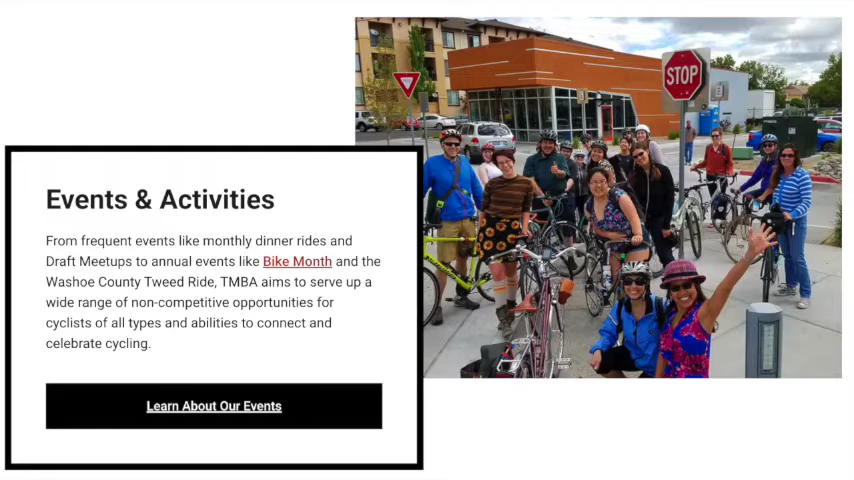 STOP
Events & Activities
From frequent events like monthly dinner rides and
Draft Meetups to annual events like Bike Month and the
Washoe County Tweed Ride, TMBA aims to serve up a
wide range of non-competitive opportunities for
cyclists of all types and abilities to connect and
celebrate cycling.
Learn About Our Events